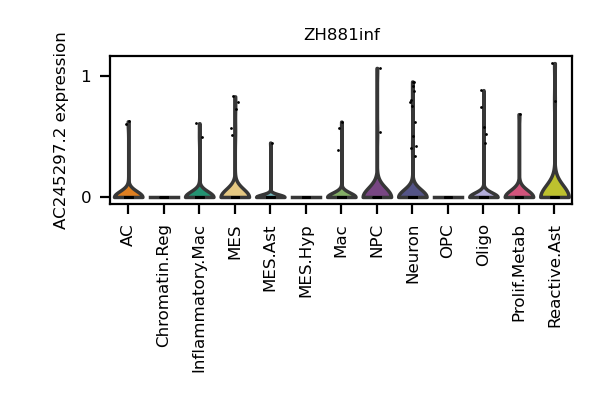 ZH881inf
AC245297.2 expression
1
0
AC
Chromatin.Reg
Inflammatory.Mac
MES
MES.Ast
MES.Hyp
Mac
NPC
Neuron
OPC
Oligo
Prolif.Metab
Reactive.Ast